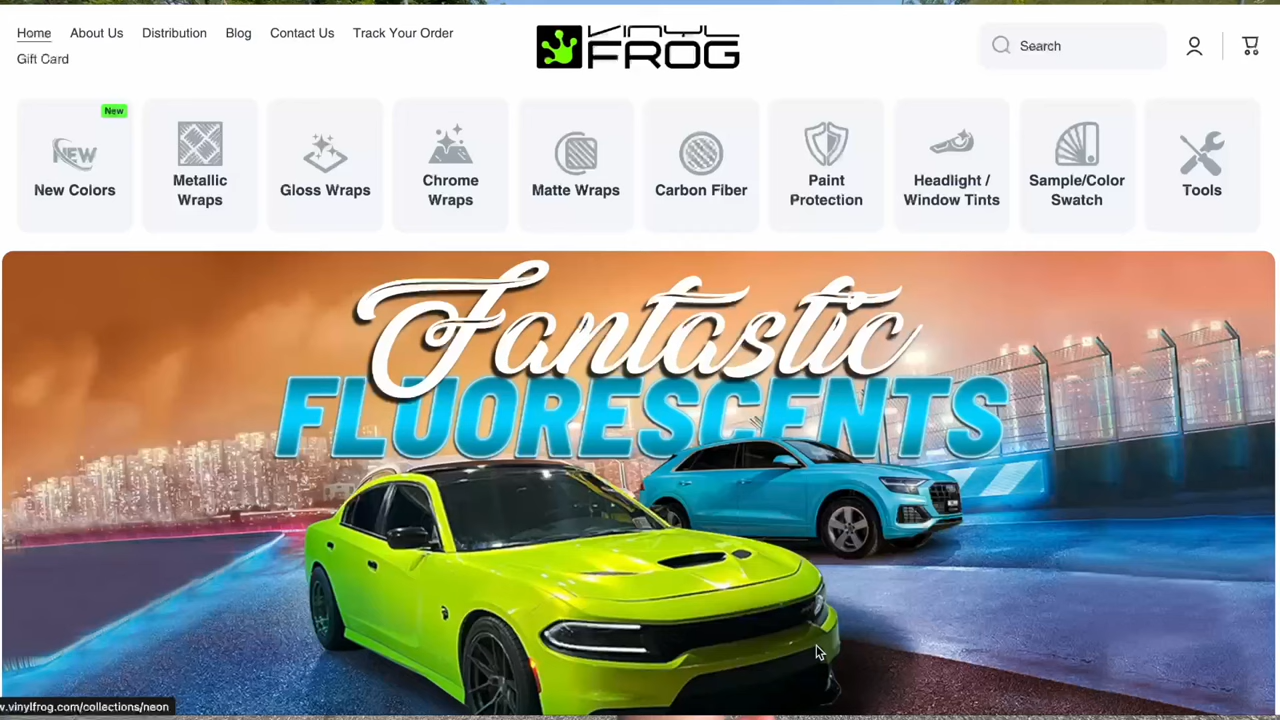 Home About Us Distribution Blog Contact Us Track Your Order
Gift Card
VINYL
FROG
Search
New
NEW
New Colors
Metallic
Wraps
Gloss Wraps
Chrome
Wraps
Matte Wraps
Carbon Fiber
Paint
Protection
Headlight /
Window Tints
Sample/Color
Swatch
Tools
Fantastic
FLUORESCENTS
w.vinylfrog.com/collections/neon